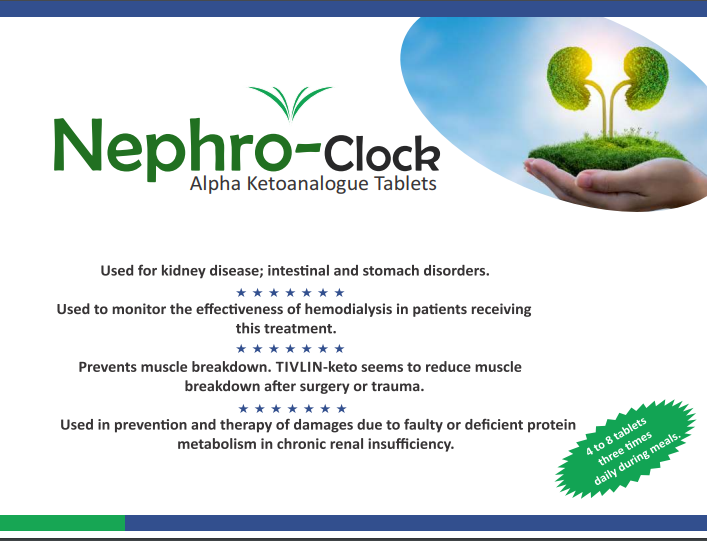 Nephro-Clock
Alpha Ketoanalogue Tablets
Used for kidney disease; intestinal and stomach disorders.
Used to monitor the effectiveness of hemodialysis in patients receiving
this treatment.
Prevents muscle breakdown. TIVLIN-keto seems to reduce muscle
breakdown after surgery or trauma.
Used in prevention and therapy of damages due to faulty or deficient protein
metabolism in chronic renal insufficiency.
4 to 8 tablets
three times
daily during meals.